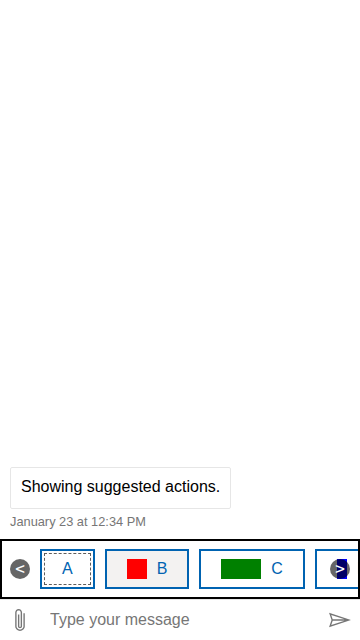 Showing suggested actions.
January 23 at 12:34 PM
< A B C >
Type your message